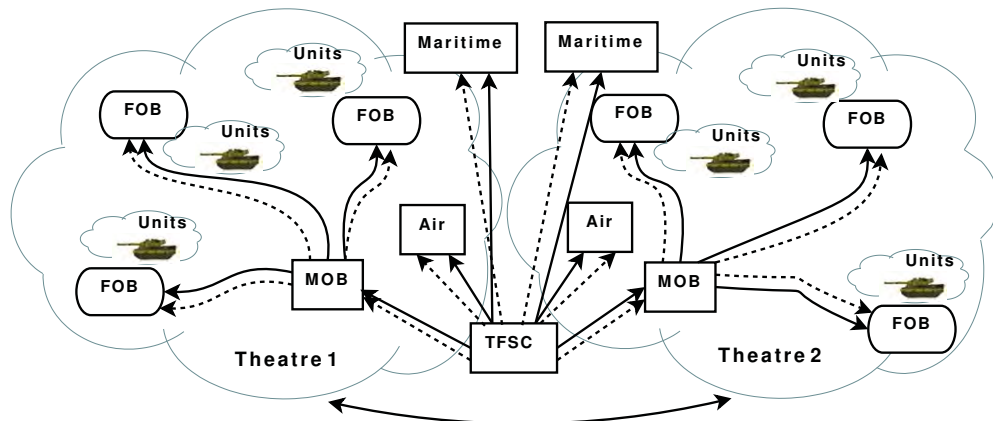 Maritime
Maritime
Units
Units
FOB
FOB
FOB
FOB
Units
Units
Air
Air
Units
Units
FOB
MOB
MOB
FOB
TFSC
Theatre 1
Theatre 2